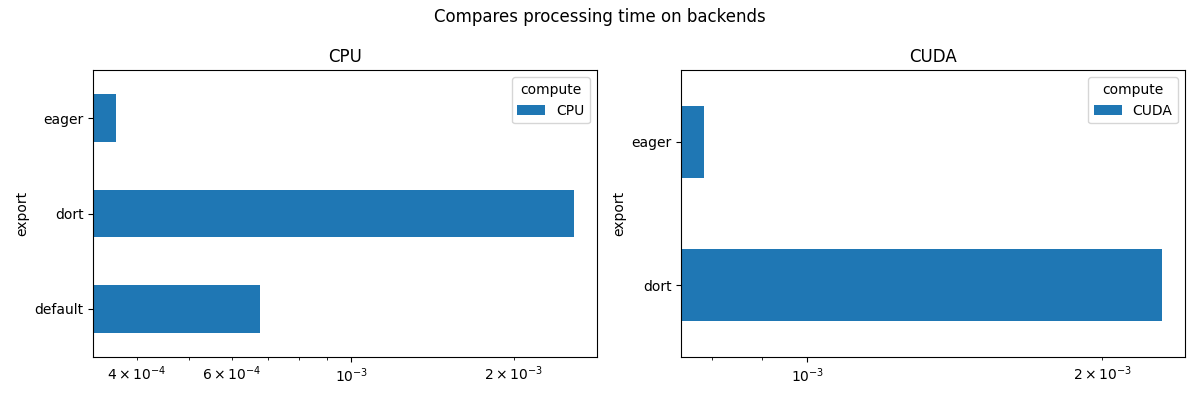 Compares processing time on backends
CPU
compute
CPU
export
eager
dort
default
4 × 10⁻⁴
6 × 10⁻⁴
10⁻³
2 × 10⁻³
CUDA
compute
CUDA
export
eager
dort
10⁻³
2 × 10⁻³